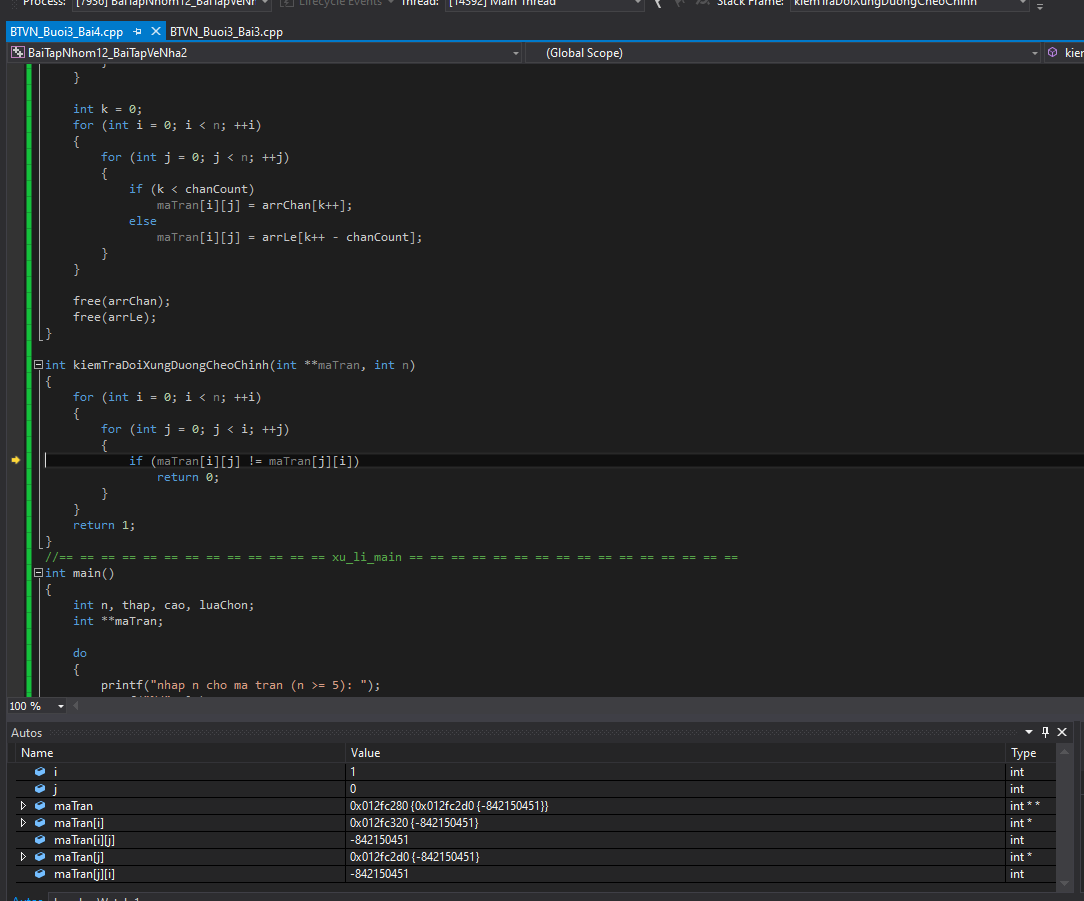 Process: [7936] BaiTapNhom12_BaiTapVeNh Lifecycle Events Thread: [14392] Main Thread Stack Frame: kiemTraDoiXungDuongCheoChinh
BTVN_Buoi3_Bai4.cpp BTVN_Buoi3_Bai3.cpp
BaiTapNhom12_BaiTapVeNha2 (Global Scope) kier
}
}
int k = 0;
for (int i = 0; i < n; ++i)
{
for (int j = 0; j < n; ++j)
{
if (k < chanCount)
maTran[i][j] = arrChan[k++];
else
maTran[i][j] = arrLe[k++ - chanCount];
}
}
free(arrChan);
free(arrLe);
}
int kiemTraDoiXungDuongCheoChinh(int **maTran, int n)
{
for (int i = 0; i < n; ++i)
{
for (int j = 0; j < i; ++j)
{
if (maTran[i][j] != maTran[j][i])
return 0;
}
}
return 1;
}
//== == == == == == == == == == == == == xu_li_main == == == == == == == == == == == == == == == ==
int main()
{
int n, thap, cao, luaChon;
int **maTran;
do
{
printf("nhap n cho ma tran (n >= 5): ");
100 %
Autos
Name Value Type
i 1 int
j 0 int
maTran 0x012fc280 {0x012fc2d0 {-842150451}} int * *
maTran[i] 0x012fc320 {-842150451} int *
maTran[i][j] -842150451 int
maTran[j] 0x012fc2d0 {-842150451} int *
maTran[j][i] -842150451 int
Autos